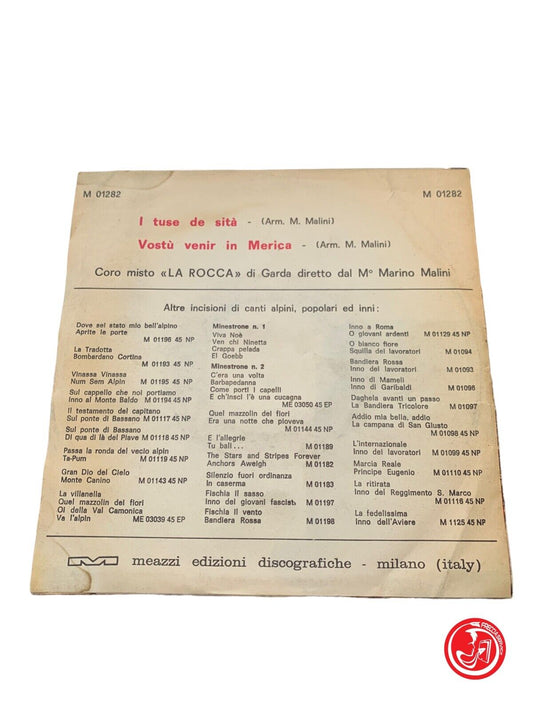 M 01282
M 01282
I tuse de sità - (Arm. M. Malini)
Vostù venir in Merica - (Arm. M. Malini)
Coro misto «LA ROCCA» di Garda diretto dal Mº Marino Malini
Altre incisioni di canti alpini, popolari ed inni:
Dove sei stato mio bell'alpino
Aprite le porte
M 01196 45 NP
La Tradotta
Bombardano Cortina
M 01193 45 NP
Vinassa Vinassa
Num Sem Alpin M 01195 45 NP
Sul cappello che noi portiamo
Inno al Monte Baldo M 01194 45 NP
Il testamento del capitano
Sul ponte di Bassano M 01117 45 NP
Sul ponte di Bassano
Di qua di là del Piave M 01118 45 NP
Passa la ronda del vecio alpin
Ta-Pum M 01119 45 NP
Gran Dio del Cielo
Monte Canino M 01143 45 NP
La villanella
Quel mazzolin dei fiori
Oi della Val Camonica
Va l'alpin ME 03039 45 EP
Minestrone n. 1
Viva Noè
Ven chi Ninetta
Crappa pelada
El Goebb
Minestrone n. 2
C'era una volta
Barbapedanna
Come porti i capelli
E ch'insci l'è una cucagna
ME 03050 45 EP
Quel mazzolin dei fiori
Era una notte che pioveva
M 01144 45 NP
E l'allegrie
Tu ball... M 01189
The Stars and Stripes Forever
Anchors Aweigh M 01182
Silenzio fuori ordinanza
In caserma M 01183
Fischia il sasso
Inno dei giovani fascisti M 01197
Fischia il vento
Bandiera Rossa M 01198
Inno a Roma
O giovani ardenti M 01129 45 NP
O bianco fiore
Squilla dei lavoratori M 01094
Bandiera Rossa
Inno dei lavoratori M 01093
Inno di Mameli
Inno di Garibaldi M 01096
Daghela avanti un passo
La Bandiera Tricolore M 01097
Addio mia bella, addio
La campana di San Giusto
M 01098 45 NP
L'internazionale
Inno dei lavoratori M 01099 45 NP
Marcia Reale
Principe Eugenio M 01110 45 NP
La ritirata
Inno del Reggimento S. Marco
M 01116 45 NP
La fedelissima
Inno dell'Aviere M 1125 45 NP
meazzi edizioni discografiche - milano (italy)